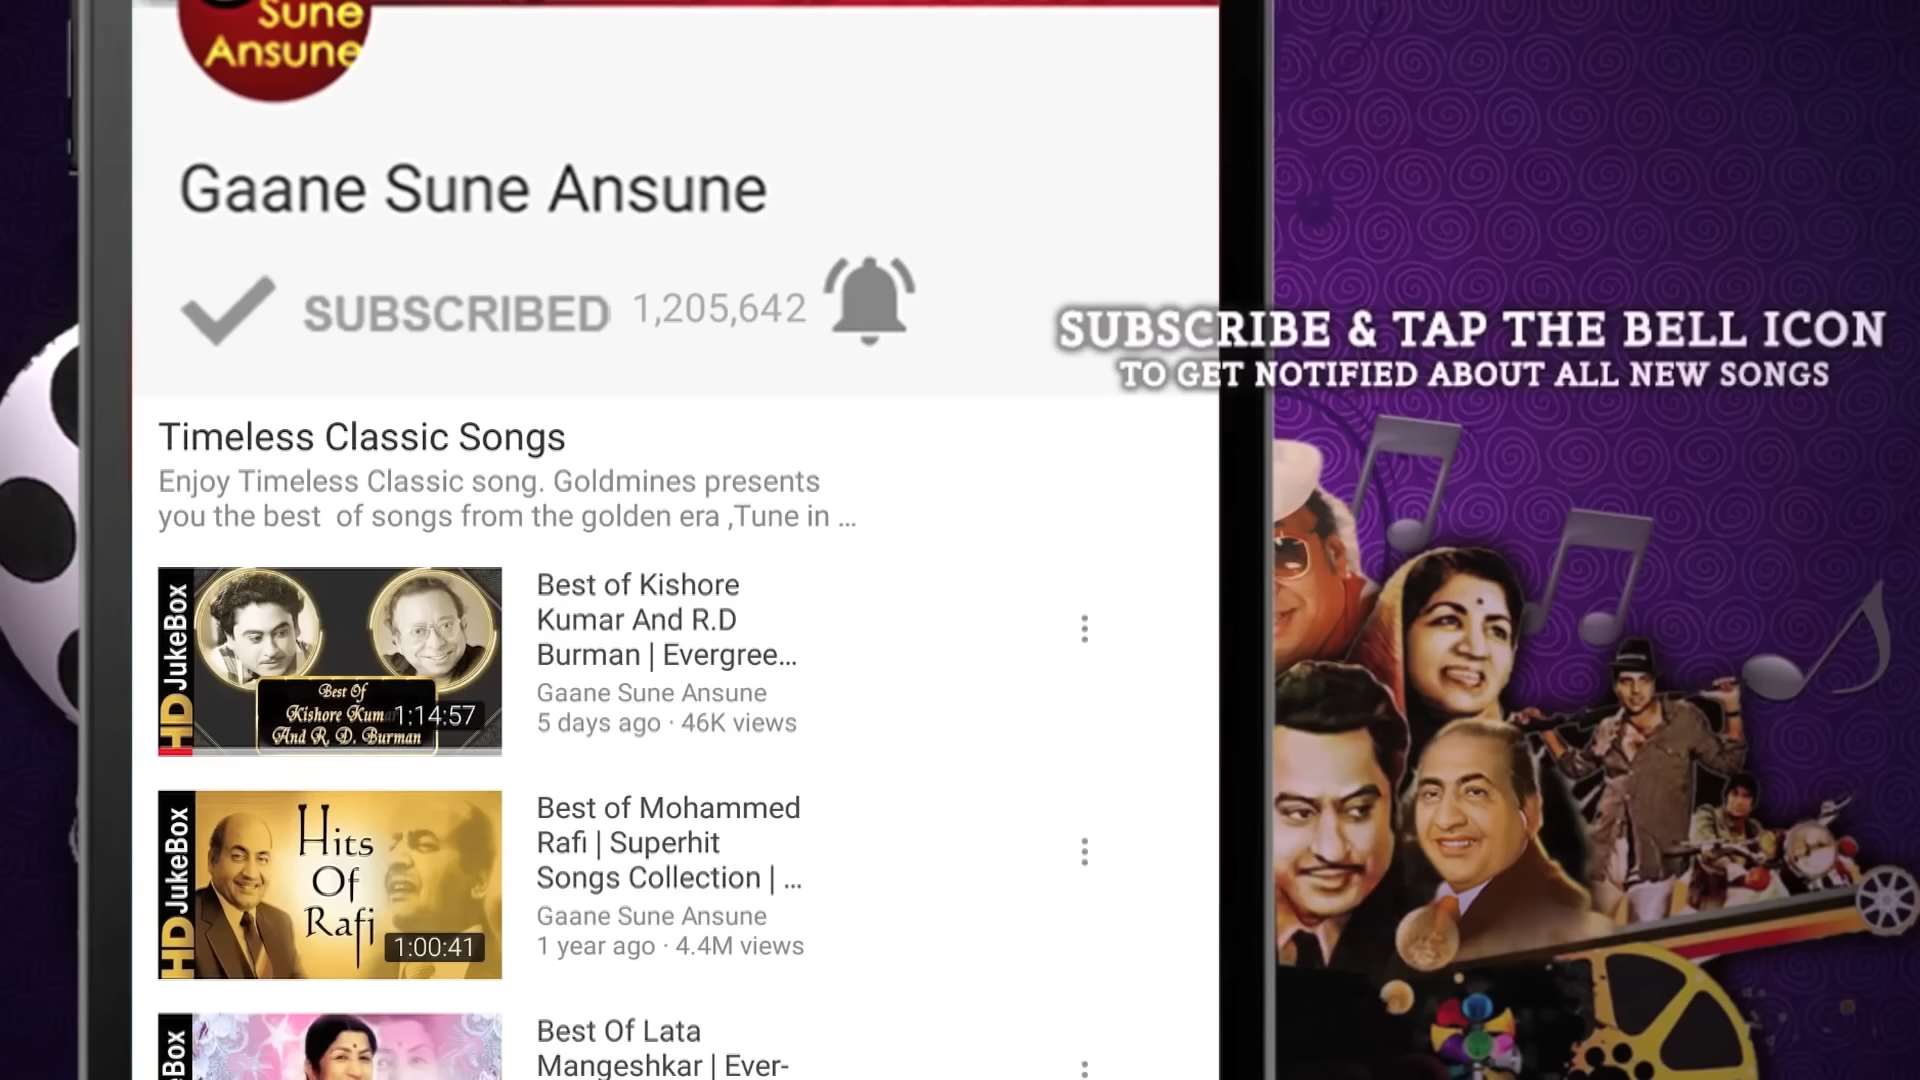 Sune
Ansune
Gaane Sune Ansune
SUBSCRIBED 1,205,642
SUBSCRIBE & TAP THE BELL ICON
TO GET NOTIFIED ABOUT ALL NEW SONGS
Timeless Classic Songs
Enjoy Timeless Classic song. Goldmines presents
you the best of songs from the golden era ,Tune in ...
HD JukeBox
Best Of
Kishore Kuma
And R. D. Burman
1:14:57
Best of Kishore
Kumar And R.D
Burman | Evergree...
Gaane Sune Ansune
5 days ago · 46K views
HD JukeBox
Hits
Of
Rafi
1:00:41
Best of Mohammed
Rafi | Superhit
Songs Collection | ...
Gaane Sune Ansune
1 year ago · 4.4M views
eBox
Best Of Lata
Mangeshkar | Ever-